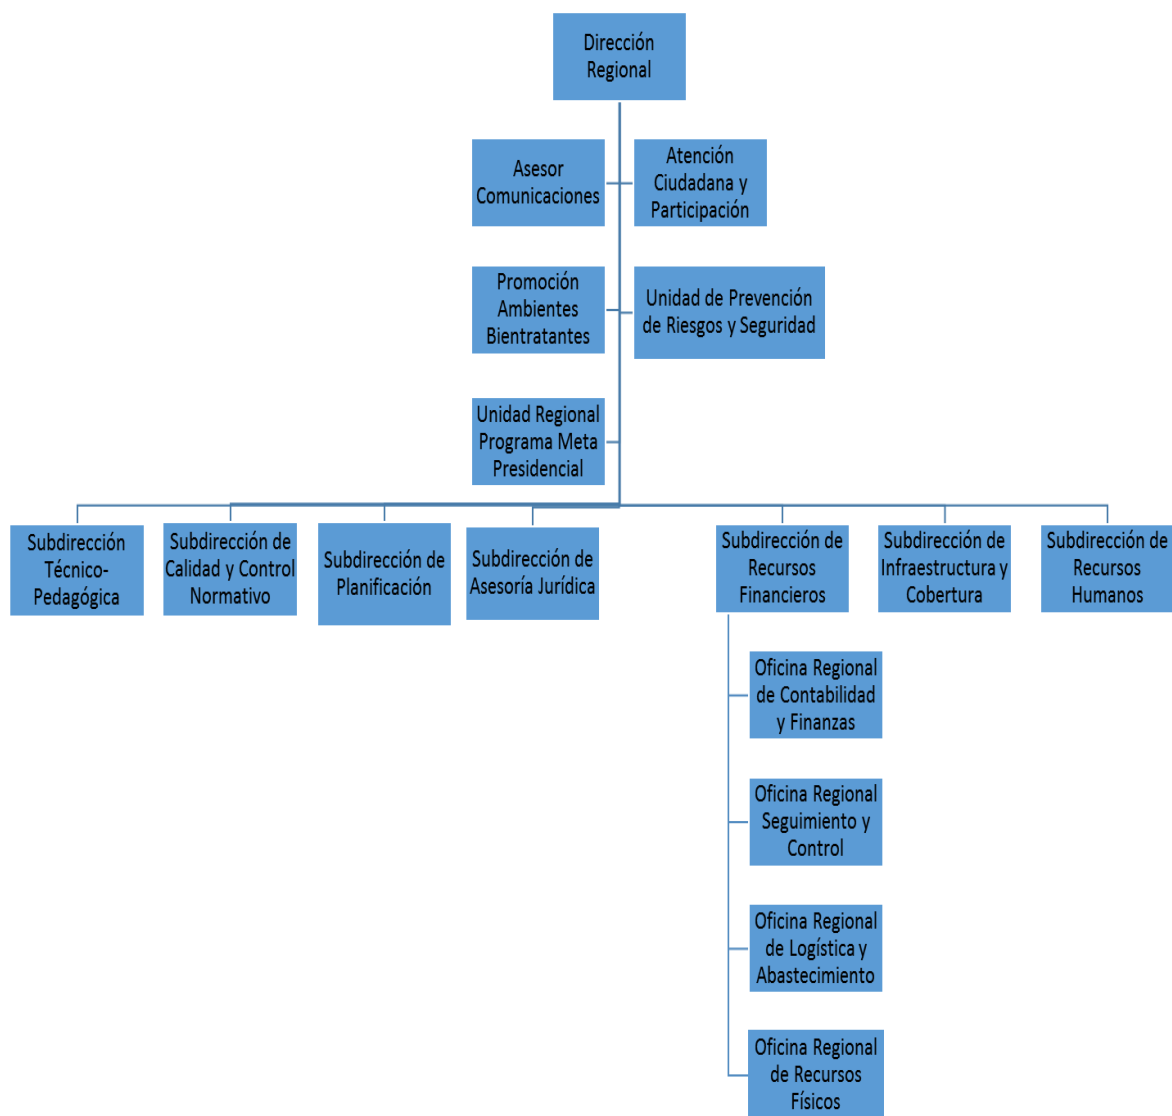 Dirección
Regional
Asesor
Comunicaciones
Atención
Ciudadana y
Participación
Promoción
Ambientes
Bientratantes
Unidad de Prevención
de Riesgos y Seguridad
Unidad Regional
Programa Meta
Presidencial
Subdirección
Técnico-
Pedagógica
Subdirección de
Calidad y Control
Normativo
Subdirección de
Planificación
Subdirección de
Asesoría Jurídica
Subdirección de
Recursos
Financieros
Subdirección de
Infraestructura y
Cobertura
Subdirección de
Recursos
Humanos
Oficina Regional
de Contabilidad
y Finanzas
Oficina Regional
Seguimiento y
Control
Oficina Regional
de Logística y
Abastecimiento
Oficina Regional
de Recursos
Físicos